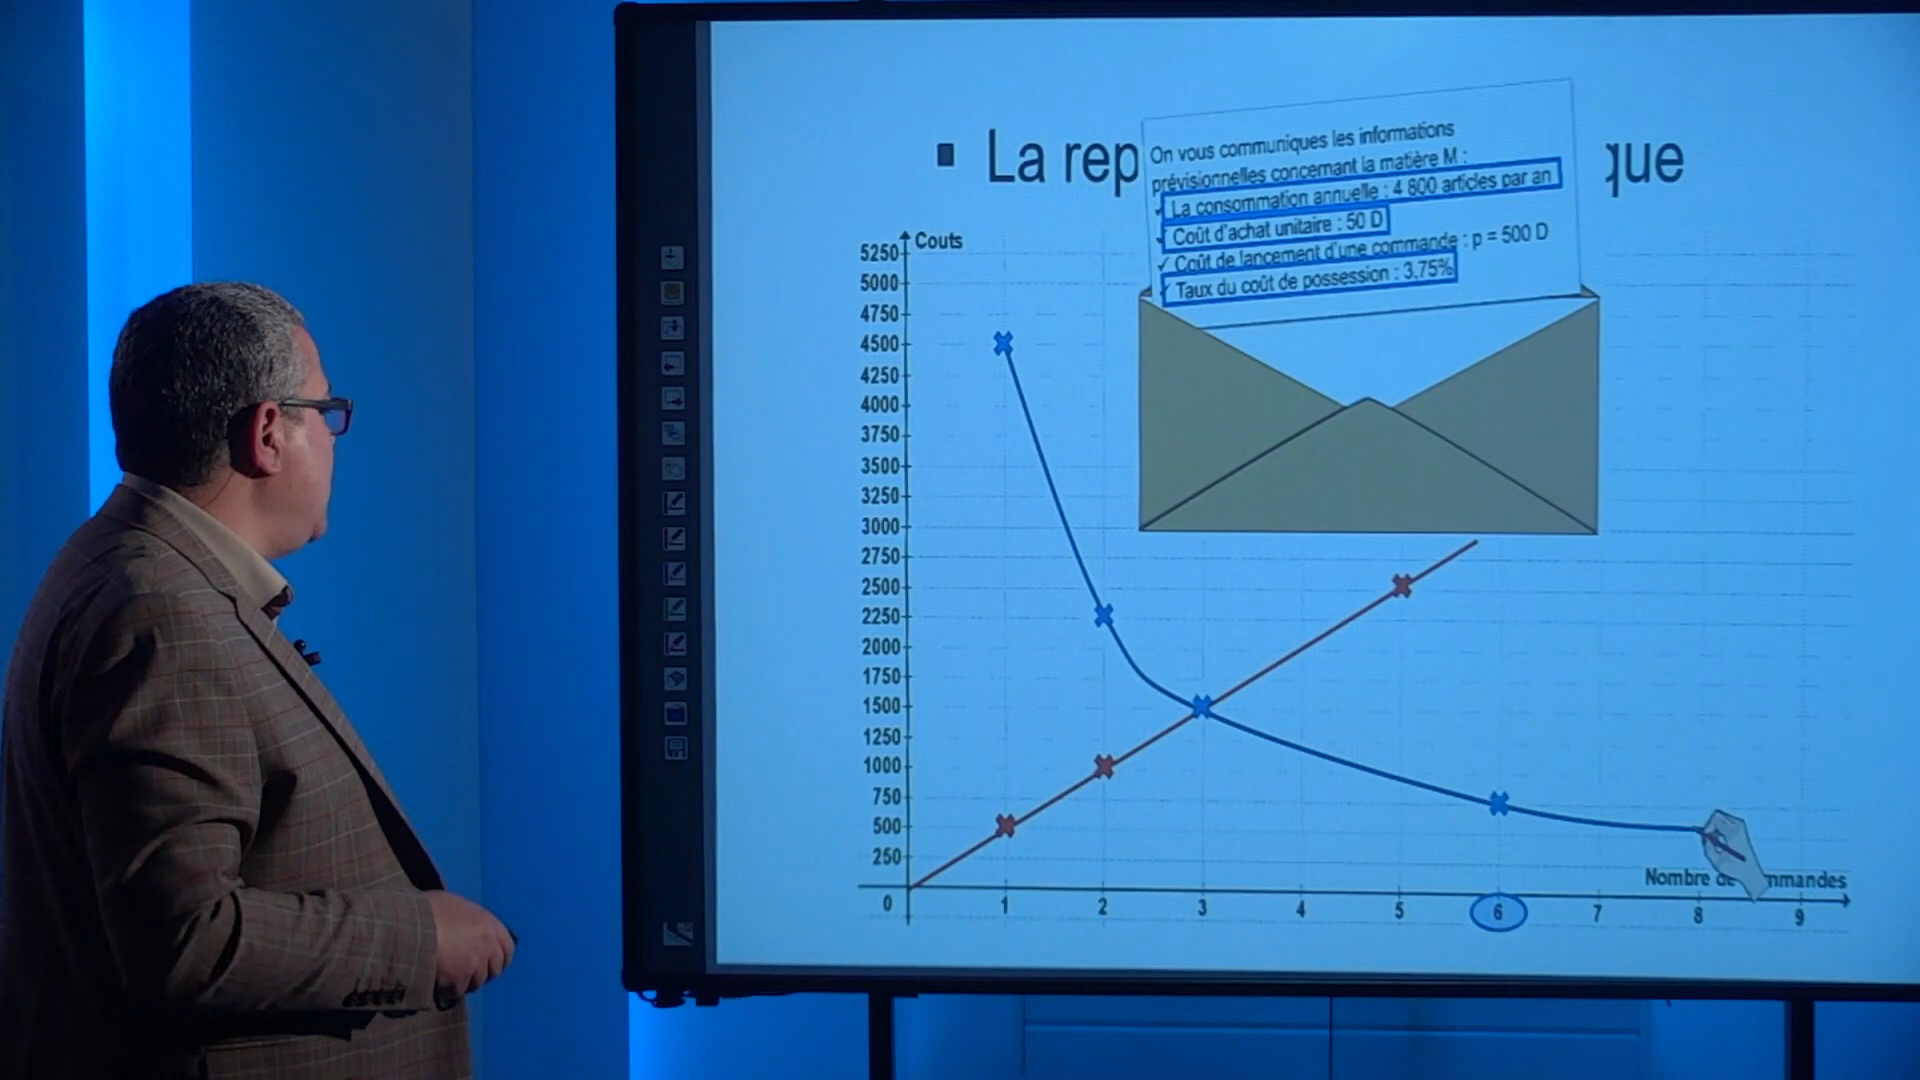 ▪ La rep que
On vous communiques les informations
prévisionnelles concernant la matière M :
✓ La consommation annuelle : 4 800 articles par an
✓ Coût d'achat unitaire : 50 D
✓ Coût de lancement d'une commande : p = 500 D
✓ Taux du coût de possession : 3,75%
Couts
5250
5000
4750
4500
4250
4000
3750
3500
3250
3000
2750
2500
2250
2000
1750
1500
1250
1000
750
500
250
Nombre de mmandes
0 1 2 3 4 5 6 7 8 9